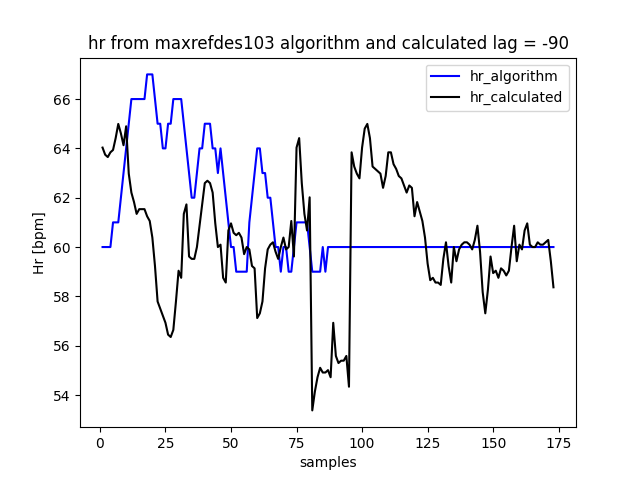 hr from maxrefdes103 algorithm and calculated lag = -90
hr_algorithm
hr_calculated
Hr [bpm]
66
64
62
60
58
56
54
0 25 50 75 100 125 150 175
samples